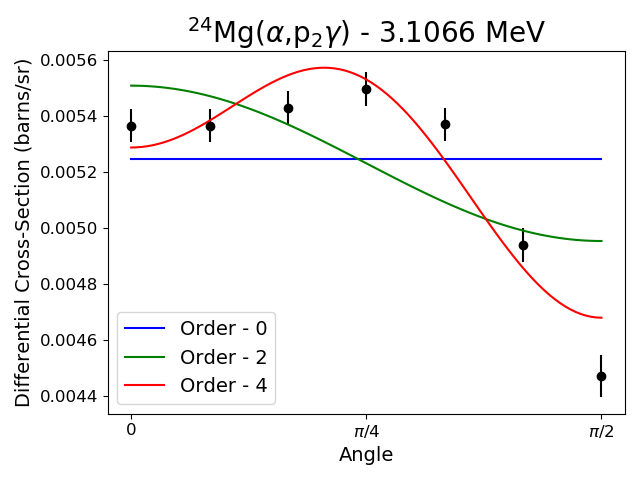 ²⁴Mg(α,p₂γ) - 3.1066 MeV
Differential Cross-Section (barns/sr)
0.0056
0.0054
0.0052
0.0050
0.0048
0.0046
0.0044
Order - 0
Order - 2
Order - 4
0 π/4 π/2
Angle